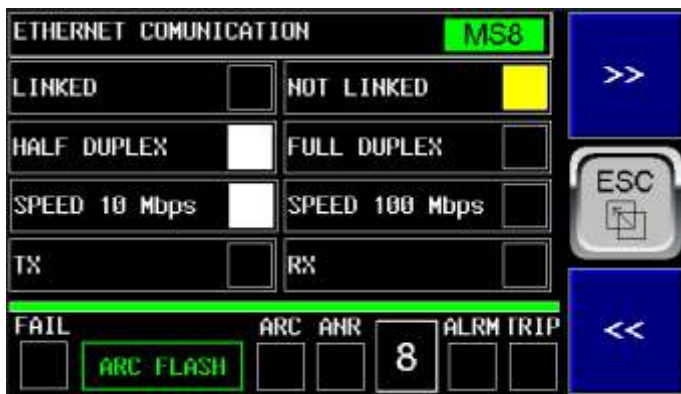 ETHERNET COMUNICATION MS8
LINKED NOT LINKED
HALF DUPLEX FULL DUPLEX
SPEED 10 Mbps SPEED 100 Mbps
TX RX
FAIL ARC ANR ALRM TRIP
ARC FLASH 8
>>
ESC
<<